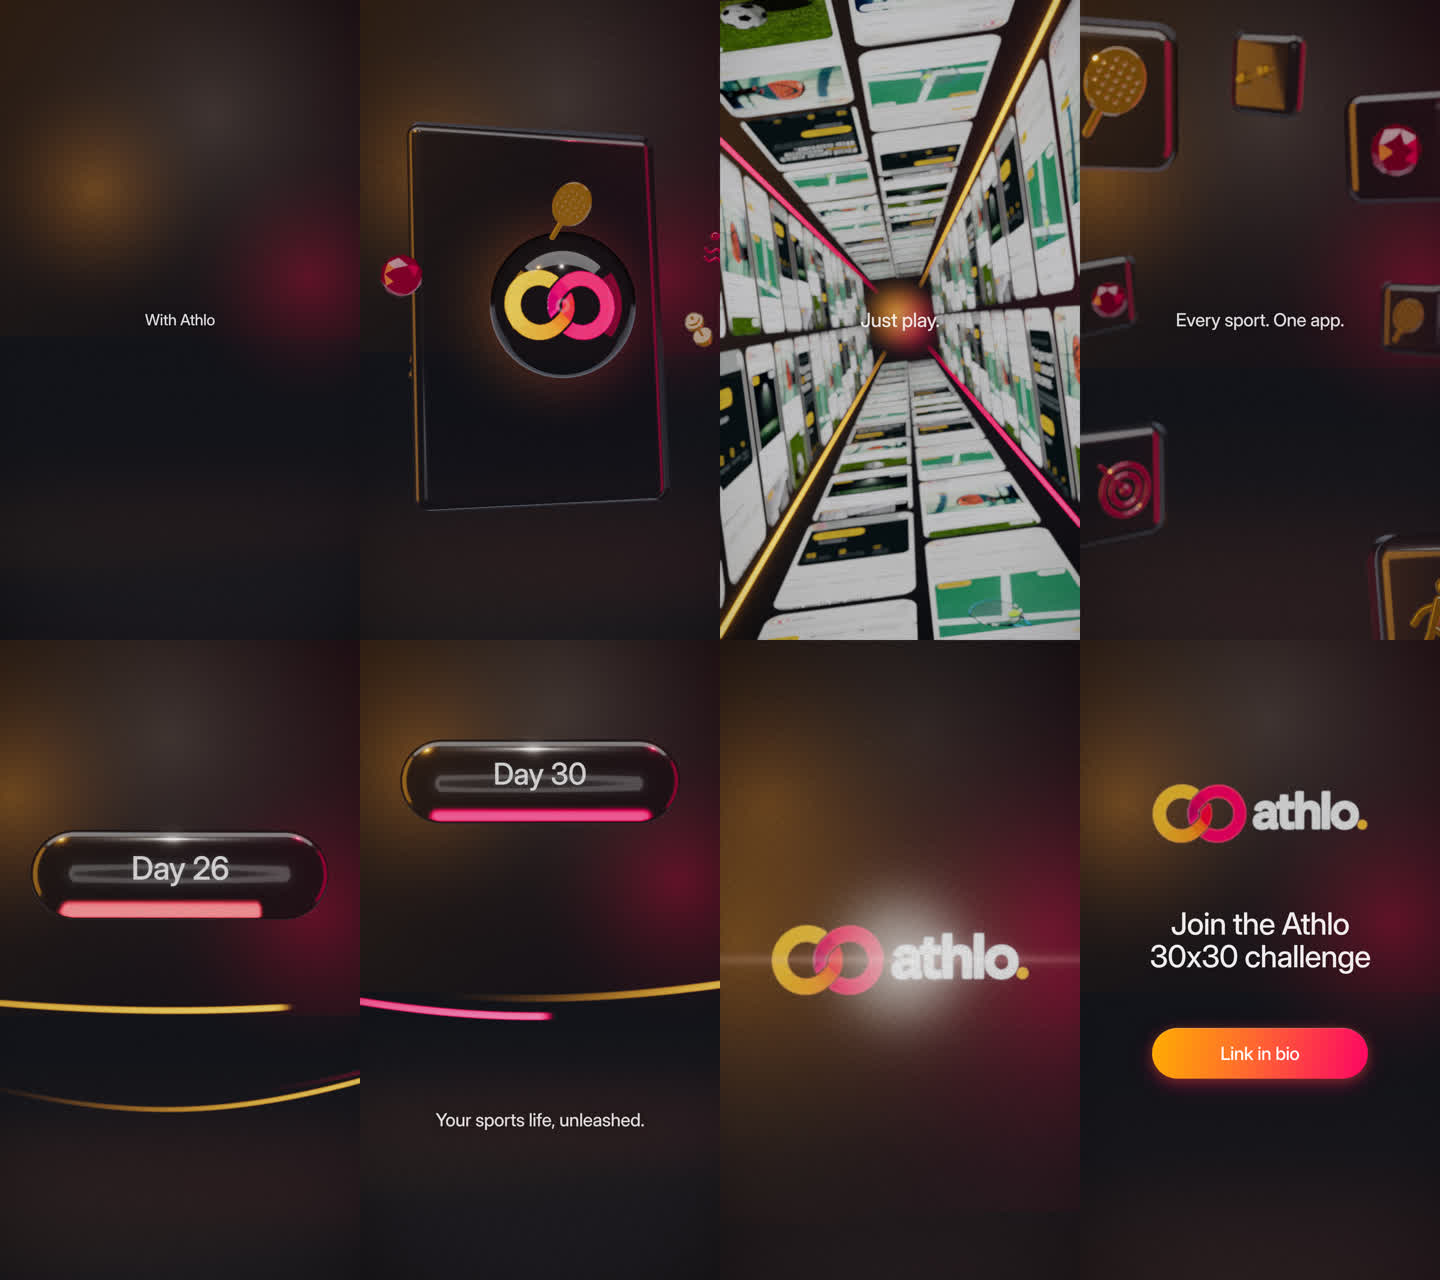 With Athlo
Just play.
Every sport. One app.
Day 26
Day 30
Your sports life, unleashed.
athlo.
athlo.
Join the Athlo
30x30 challenge
Link in bio